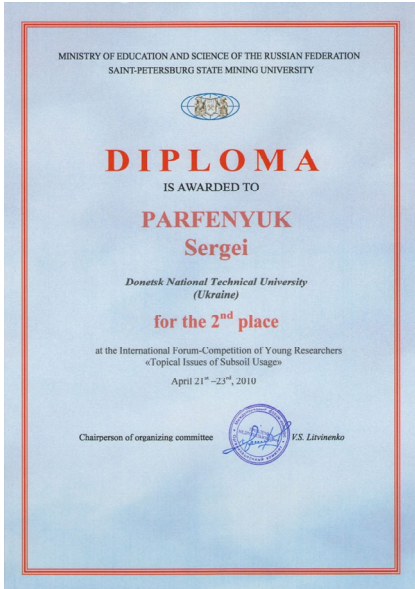 MINISTRY OF EDUCATION AND SCIENCE OF THE RUSSIAN FEDERATION
SAINT-PETERSBURG STATE MINING UNIVERSITY
DIPLOMA
IS AWARDED TO
PARFENYUK
Sergei
Donetsk National Technical University
(Ukraine)
for the 2nd place
at the International Forum-Competition of Young Researchers
«Topical Issues of Subsoil Usage»
April 21st –23rd, 2010
Chairperson of organizing committee V.S. Litvinenko